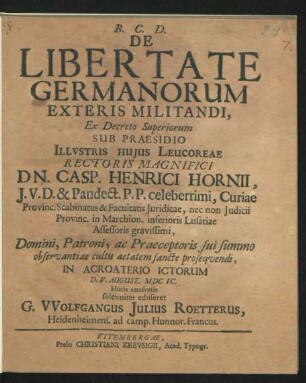 B. C. D.
DE
LIBERTATE
GERMANORUM
EXTERIS MILITANDI,
Ex Decreto Superiorum
SUB PRAESIDIO
ILLVSTRIS HUJUS LEUCOREAE
RECTORIS MAGNIFICI
DN. CASP. HENRICI HORNII,
J. V. D. & Pandect. P. P. celeberrimi, Curiae
Provinc. Scabinatus & Facultatis Juridicae, nec non Judicii
Provinc. in Marchion. inferioris Lusatiae
Assessoris gravissimi,
Domini, Patroni, ac Praeceptoris sui summo
observantiae cultu aetatem sancte prosequendi,
IN ACROATERIO ICTORUM
D. V. AUGUST. MDC IC.
Horis consuetis
solenniter edisseret
G. VVOLFGANGUS JULIUS ROETTERUS,
Heidenheimens. ad camp. Hunnor. Francus.
VITEMBERGAE,
Prelo CHRISTIANI KREVSIGII, Acad. Typogr.